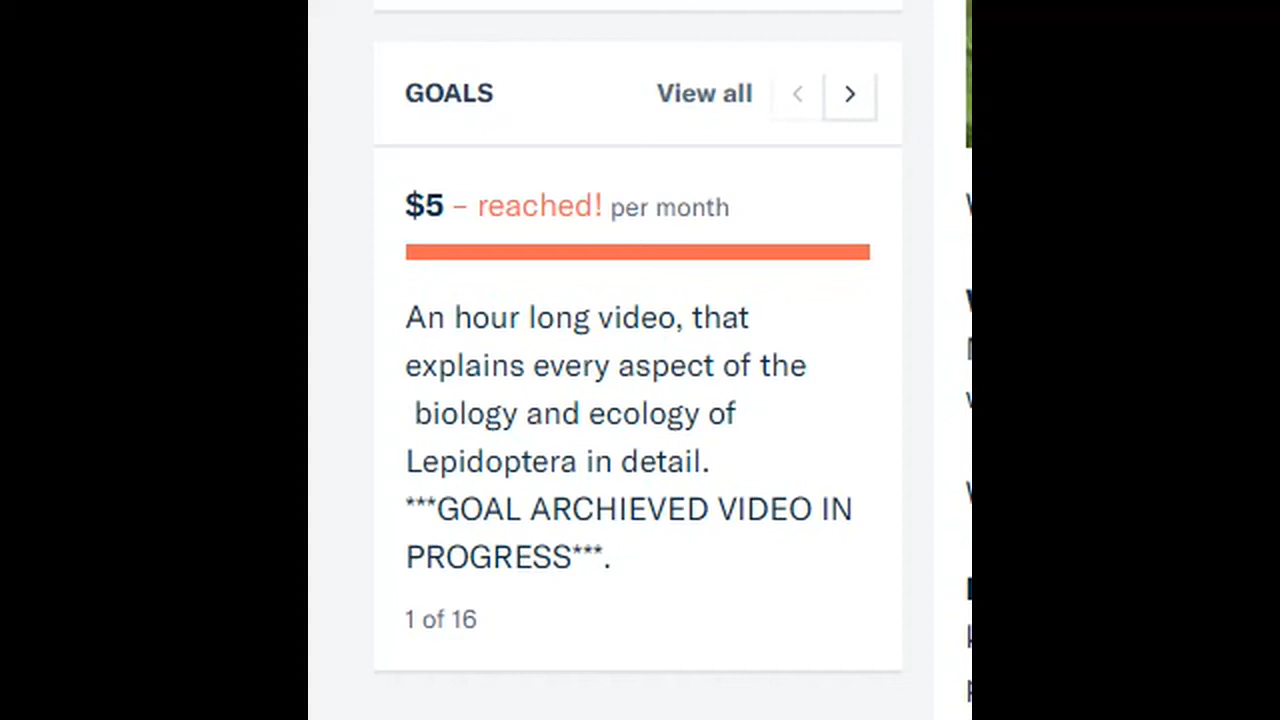 GOALS View all
$5 – reached! per month
An hour long video, that
explains every aspect of the
biology and ecology of
Lepidoptera in detail.
***GOAL ARCHIEVED VIDEO IN
PROGRESS***.
1 of 16